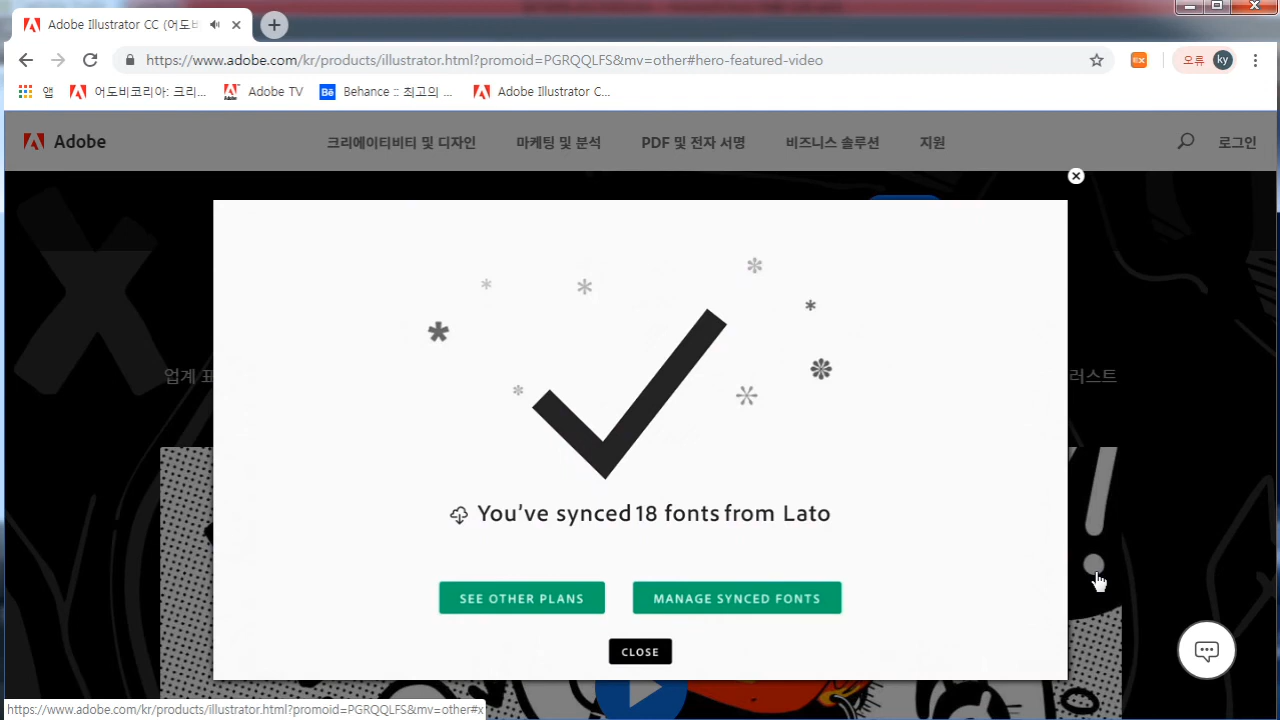 Adobe Illustrator CC (어도비
https://www.adobe.com/kr/products/illustrator.html?promoid=PGRQQLFS&mv=other#hero-featured-video
오류 ky
앱 어도비코리아: 크리... Adobe TV Behance :: 최고의 ... Adobe Illustrator C...
Adobe 크리에이티비티 및 디자인 마케팅 및 분석 PDF 및 전자 서명 비즈니스 솔루션 지원 로그인
업계 표 러스트
You've synced 18 fonts from Lato
SEE OTHER PLANS MANAGE SYNCED FONTS
CLOSE
https://www.adobe.com/kr/products/illustrator.html?promoid=PGRQQLFS&mv=other#x